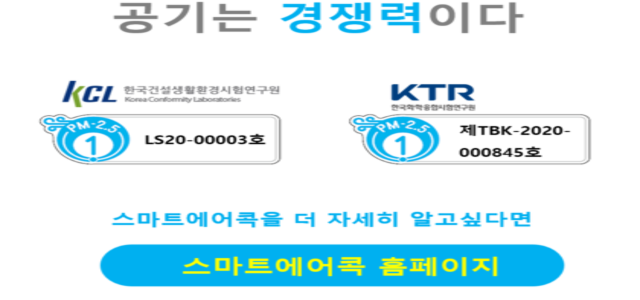 공기는 경쟁력이다
KCL 한국건설생활환경시험연구원
Korea Conformity Laboratories
KTR
한국화학융합시험연구원
PM-2.5
1
LS20-00003호
PM-2.5
1
제TBK-2020-
000845호
스마트에어콕을 더 자세히 알고싶다면
스마트에어콕 홈페이지